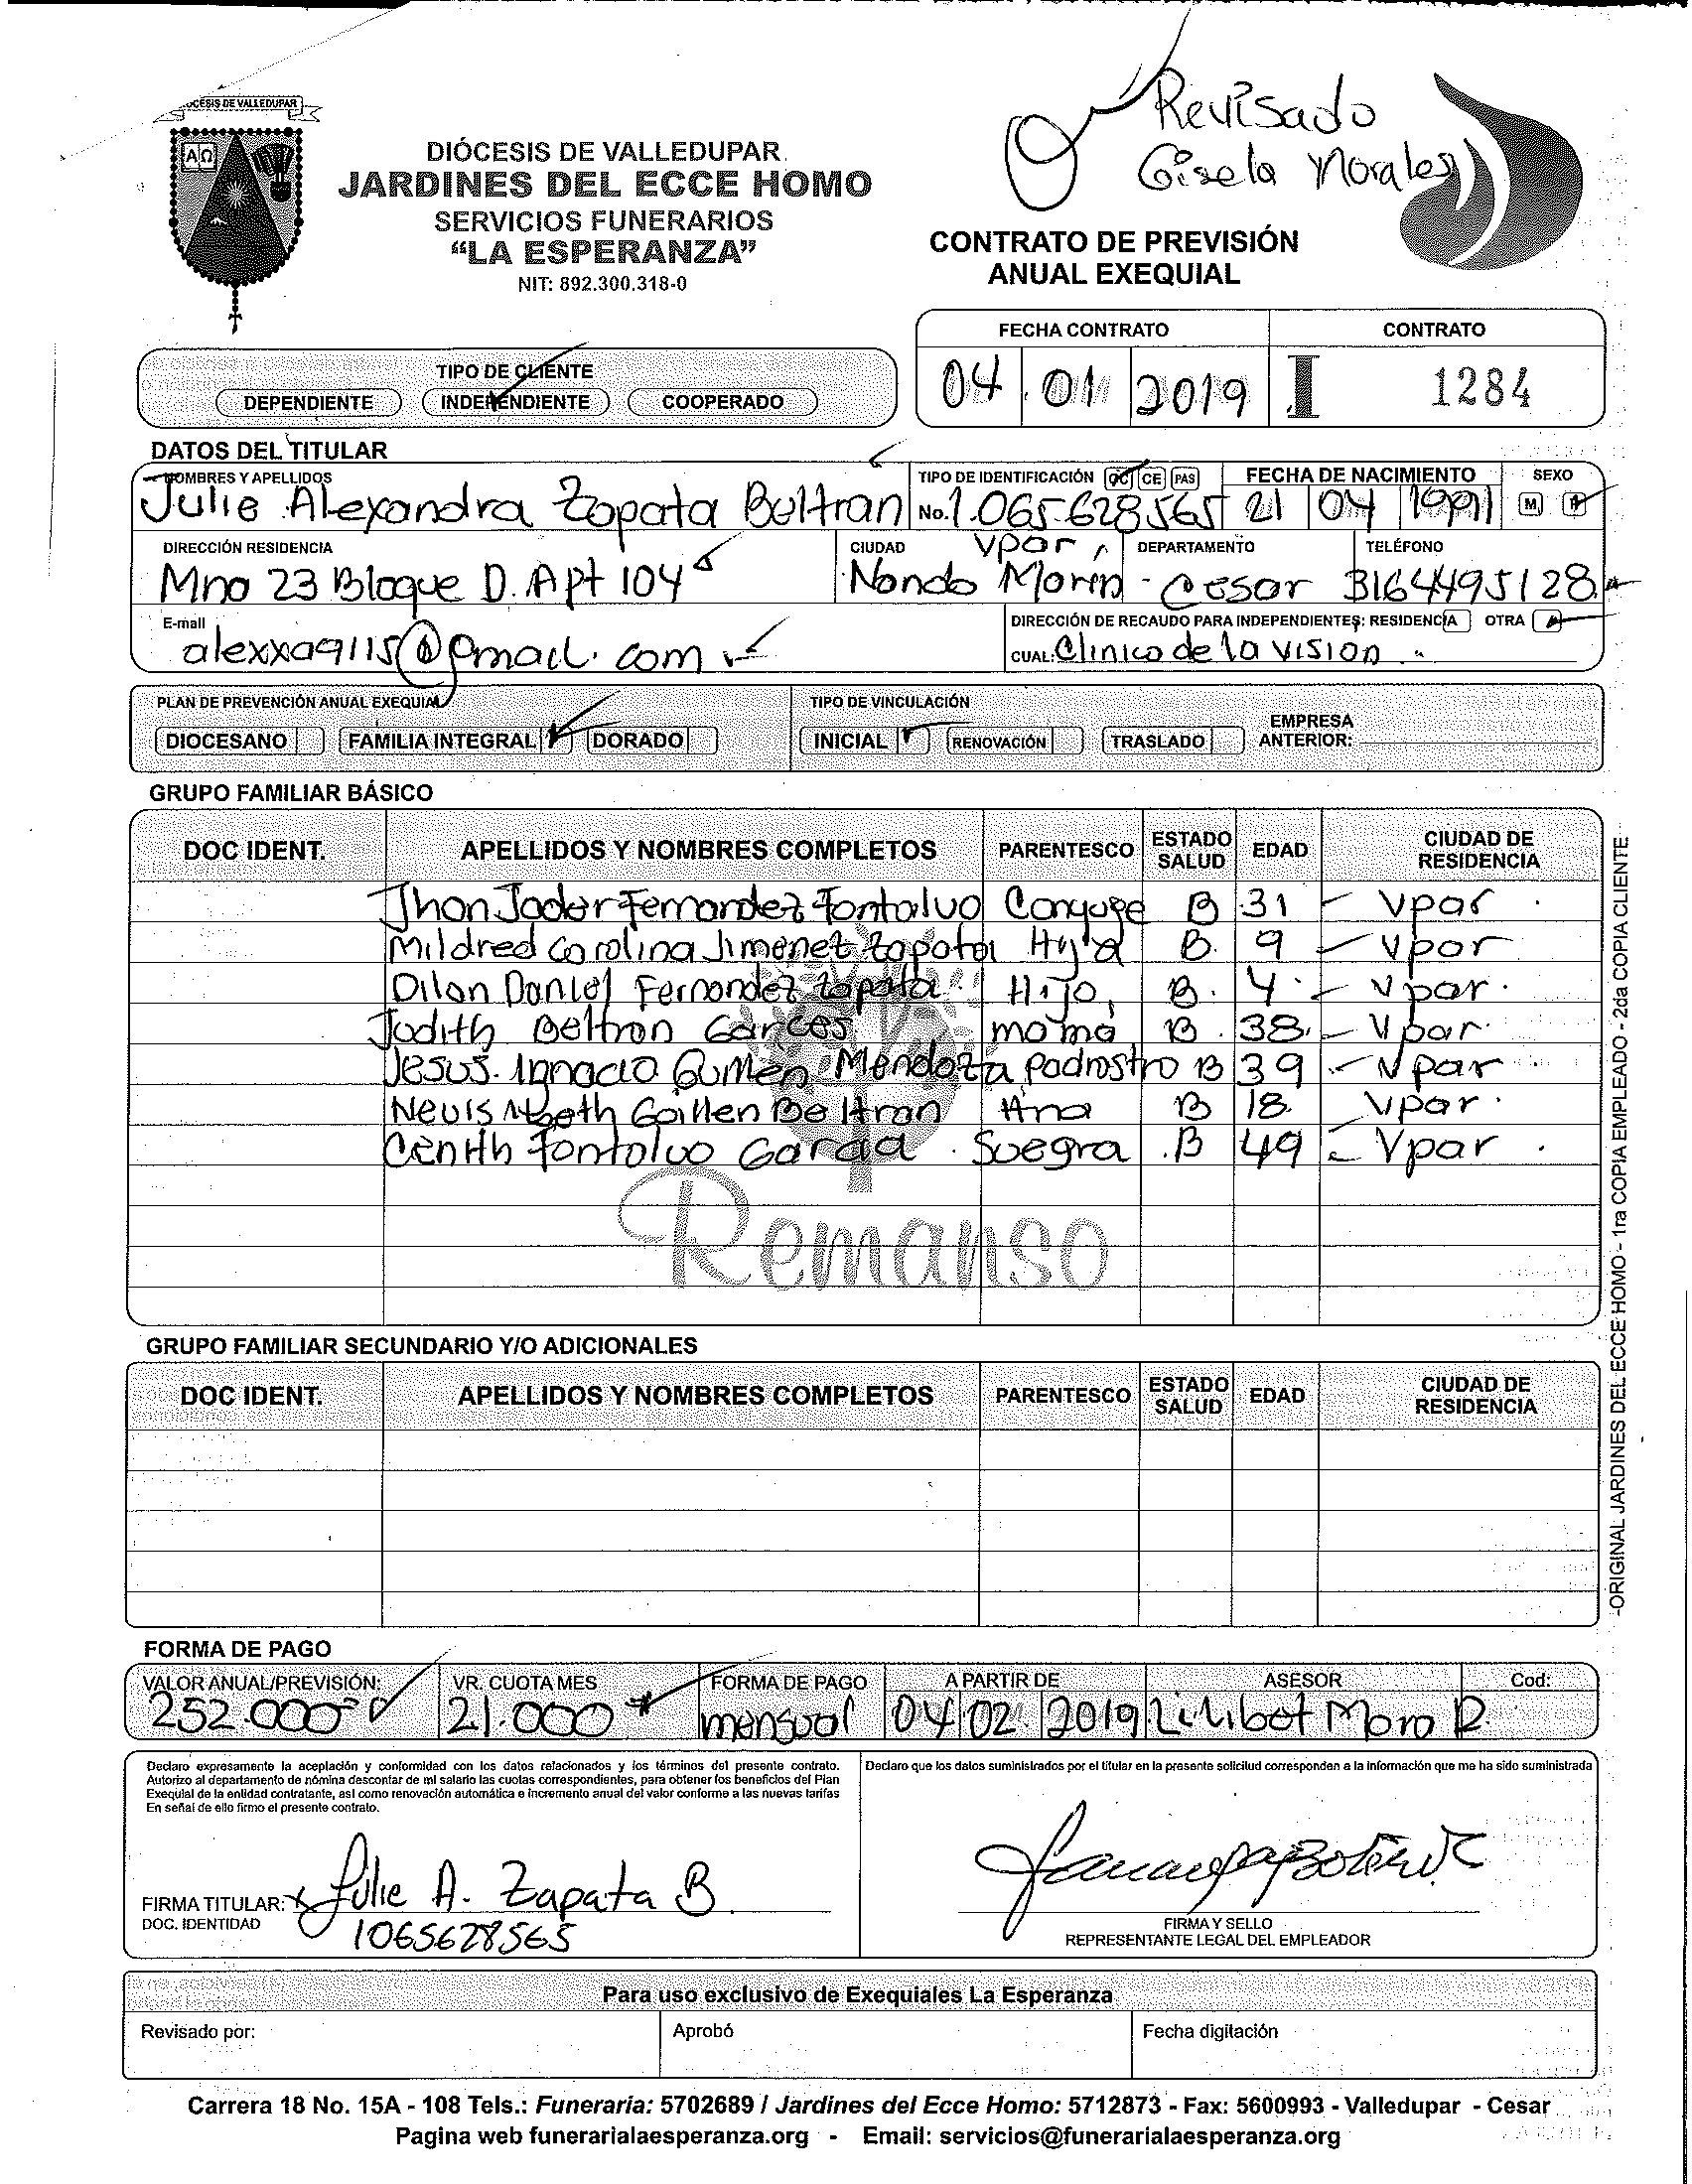 DIÓCESIS DE VALLEDUPAR
AΩ
DIÓCESIS DE VALLEDUPAR.
JARDINES DEL ECCE HOMO
SERVICIOS FUNERARIOS
“LA ESPERANZA”
NIT: 892.300.318-0
Revisado
Gisela Morales
CONTRATO DE PREVISIÓN
ANUAL EXEQUIAL
FECHA CONTRATO CONTRATO
04 01 2019 I 1284
TIPO DE CLIENTE
DEPENDIENTE INDEPENDIENTE COOPERADO
DATOS DEL TITULAR
NOMBRES Y APELLIDOS TIPO DE IDENTIFICACIÓN CC CE PAS FECHA DE NACIMIENTO SEXO
Julie Alexandra Zapata Beltran No. 1.065.628.565 21 04 1991 M F
DIRECCIÓN RESIDENCIA CIUDAD Vpar DEPARTAMENTO TELÉFONO
Mno 23 Bloque D. Apt 104 Nando Morin - Cesar 3164495128
E-mail DIRECCIÓN DE RECAUDO PARA INDEPENDIENTES: RESIDENCIA OTRA
alexxa9115@gmail.com CUAL: Clinica de la vision
PLAN DE PREVENCIÓN ANUAL EXEQUIAL TIPO DE VINCULACIÓN
DIOCESANO FAMILIA INTEGRAL DORADO INICIAL RENOVACIÓN TRASLADO EMPRESA ANTERIOR:
GRUPO FAMILIAR BÁSICO
DOC IDENT. APELLIDOS Y NOMBRES COMPLETOS PARENTESCO ESTADO SALUD EDAD CIUDAD DE RESIDENCIA
Jhon Jader Fernandez Fontalvo Conyuge B 31 - Vpar
Mildred Carolina Jimenez Zapata Hija B. 9 - Vpar
Dilan Daniel Fernandez Zapata Hijo B. 4 - Vpar.
Judith Beltran Garces mamá B 38 - Vpar
Jesus Ignacio Mendoza Padrastro B 39 - Vpar
Nevis Beltran B 18 Vpar
Cenith Fontalvo Garcia Suegra B 49 - Vpar
Remanso
GRUPO FAMILIAR SECUNDARIO Y/O ADICIONALES
DOC IDENT. APELLIDOS Y NOMBRES COMPLETOS PARENTESCO ESTADO SALUD EDAD CIUDAD DE RESIDENCIA
-ORIGINAL JARDINES DEL ECCE HOMO - 1ra COPIA EMPLEADO - 2da COPIA CLIENTE
FORMA DE PAGO
VALOR ANUAL/PREVISIÓN: VR. CUOTA MES FORMA DE PAGO A PARTIR DE ASESOR Cod:
252.000 21.000 mensual 04 02 2019 Lilibet Mora R.
Declaro expresamente la aceptación y conformidad con los datos relacionados y los términos del presente contrato.
Autorizo al departamento de nómina descontar de mi salario las cuotas correspondientes, para obtener los beneficios del Plan
Exequial de la entidad contratante, así como renovación automática e incremento anual del valor conforme a las nuevas tarifas
En señal de ello firmo el presente contrato.
Declaro que los datos suministrados por el titular en la presente solicitud corresponden a la información que me ha sido suministrada
FIRMA TITULAR: x Julie A. Zapata B
DOC. IDENTIDAD 1065628565
FIRMA Y SELLO
REPRESENTANTE LEGAL DEL EMPLEADOR
Para uso exclusivo de Exequiales La Esperanza
Revisado por: Aprobó Fecha digitación
Carrera 18 No. 15A - 108 Tels.: Funeraria: 5702689 / Jardines del Ecce Homo: 5712873 - Fax: 5600993 - Valledupar - Cesar
Pagina web funerarialaesperanza.org - Email: servicios@funerarialaesperanza.org